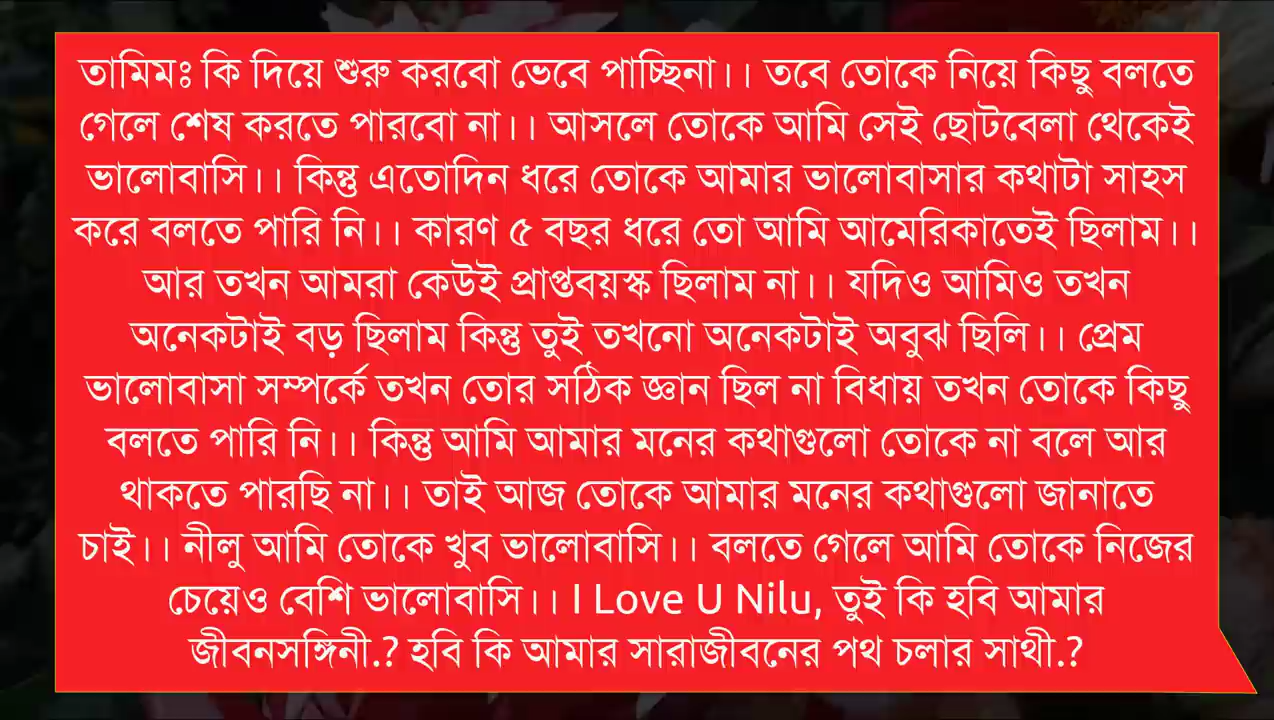 তামিমঃ কি দিয়ে শুরু করবো ভেবে পাচ্ছিনা।। তবে তোকে নিয়ে কিছু বলতে
গেলে শেষ করতে পারবো না।। আসলে তোকে আমি সেই ছোটবেলা থেকেই
ভালোবাসি।। কিন্তু এতোদিন ধরে তোকে আমার ভালোবাসার কথাটা সাহস
করে বলতে পারি নি।। কারণ ৫ বছর ধরে তো আমি আমেরিকাতেই ছিলাম।।
আর তখন আমরা কেউই প্রাপ্তবয়স্ক ছিলাম না।। যদিও আমিও তখন
অনেকটাই বড় ছিলাম কিন্তু তুই তখনো অনেকটাই অবুঝ ছিলি।। প্রেম
ভালোবাসা সম্পর্কে তখন তোর সঠিক জ্ঞান ছিল না বিধায় তখন তোকে কিছু
বলতে পারি নি।। কিন্তু আমি আমার মনের কথাগুলো তোকে না বলে আর
থাকতে পারছি না।। তাই আজ তোকে আমার মনের কথাগুলো জানাতে
চাই।। নীলু আমি তোকে খুব ভালোবাসি।। বলতে গেলে আমি তোকে নিজের
চেয়েও বেশি ভালোবাসি।। I Love U Nilu, তুই কি হবি আমার
জীবনসঙ্গিনী.? হবি কি আমার সারাজীবনের পথ চলার সাথী.?